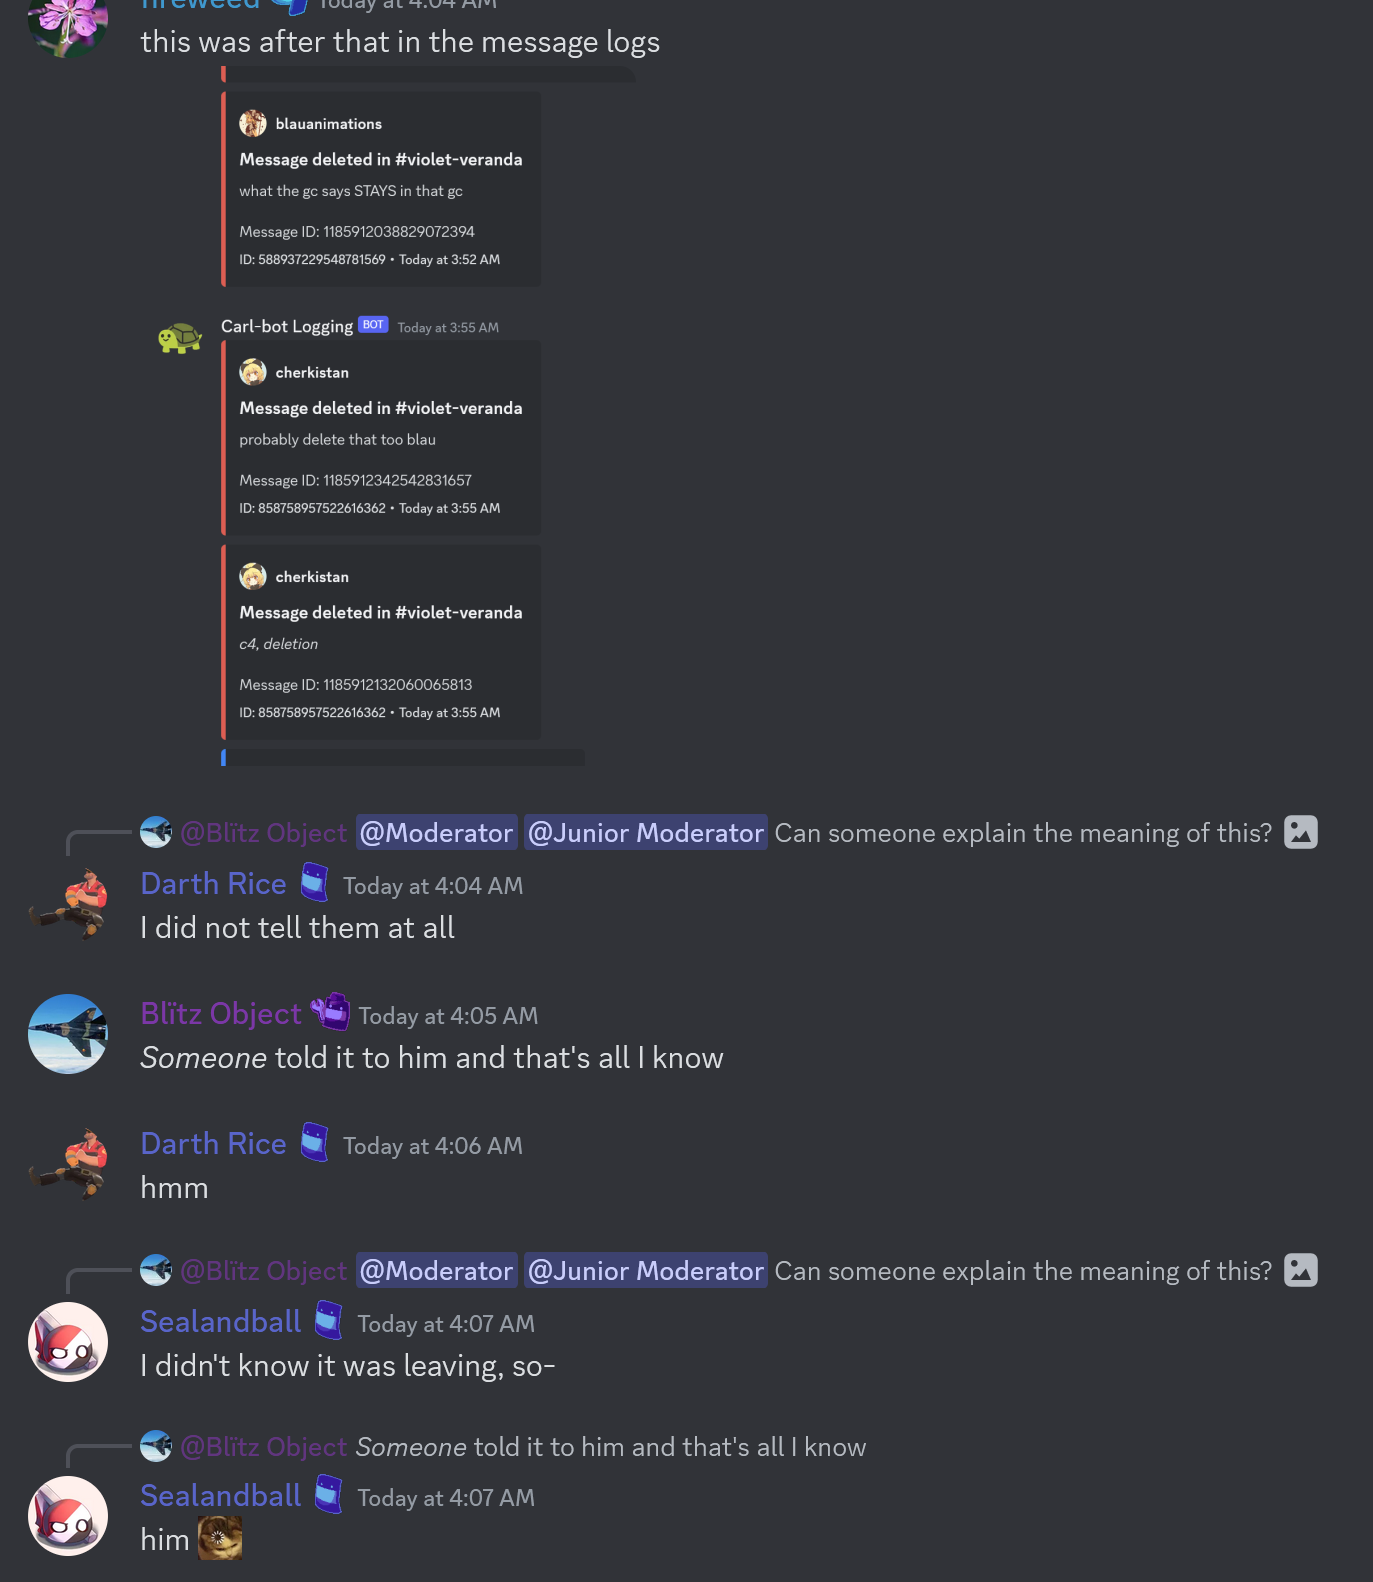 Fireweed Today at 4:04 AM
this was after that in the message logs
blauanimations
Message deleted in #violet-veranda
what the gc says STAYS in that gc
Message ID: 1185912038829072394
ID: 588937229548781569 • Today at 3:52 AM
Carl-bot Logging BOT Today at 3:55 AM
cherkistan
Message deleted in #violet-veranda
probably delete that too blau
Message ID: 1185912342542831657
ID: 858758957522616362 • Today at 3:55 AM
cherkistan
Message deleted in #violet-veranda
c4, deletion
Message ID: 1185912132060065813
ID: 858758957522616362 • Today at 3:55 AM
@Blïtz Object @Moderator @Junior Moderator Can someone explain the meaning of this?
Darth Rice Today at 4:04 AM
I did not tell them at all
Blïtz Object Today at 4:05 AM
Someone told it to him and that's all I know
Darth Rice Today at 4:06 AM
hmm
@Blïtz Object @Moderator @Junior Moderator Can someone explain the meaning of this?
Sealandball Today at 4:07 AM
I didn't know it was leaving, so-
@Blïtz Object Someone told it to him and that's all I know
Sealandball Today at 4:07 AM
him